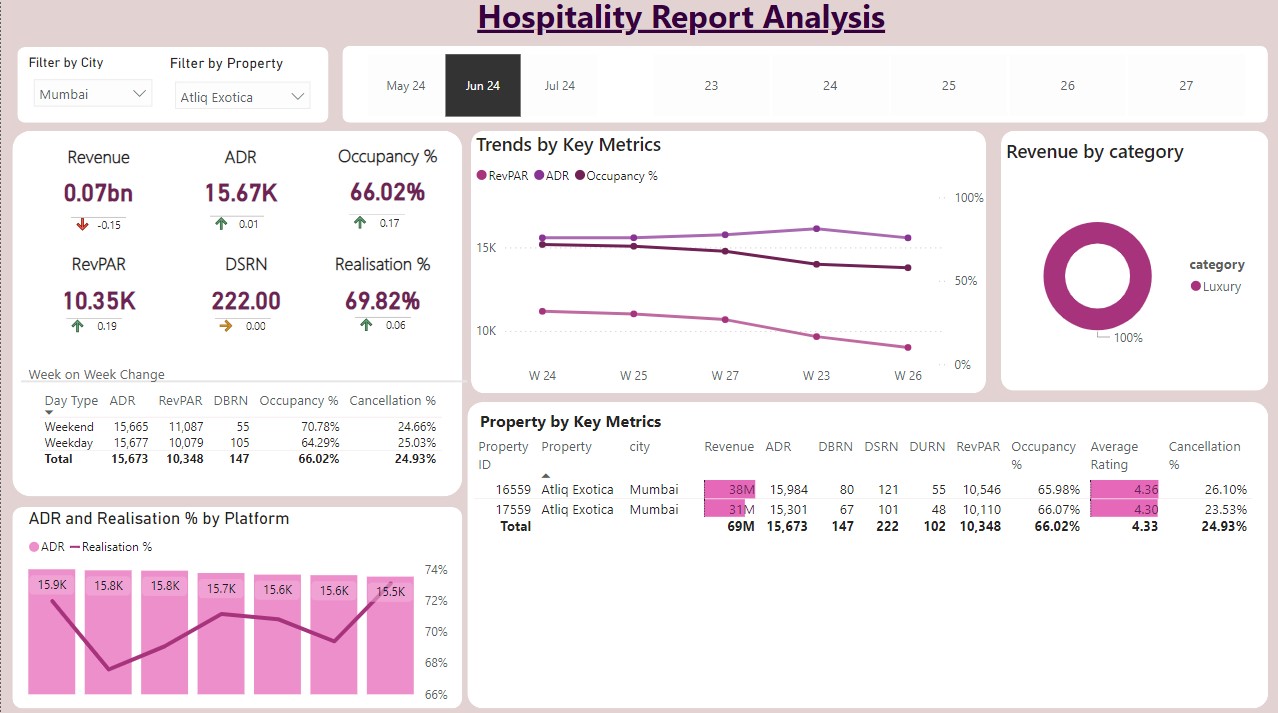 Hospitality Report Analysis
Filter by City
Filter by Property
Mumbai
Atliq Exotica
May 24 Jun 24 Jul 24 23 24 25 26 27
Revenue ADR Occupancy %
0.07bn 15.67K 66.02%
-0.15 0.01 0.17
RevPAR DSRN Realisation %
10.35K 222.00 69.82%
0.19 0.00 0.06
Week on Week Change
Day Type ADR RevPAR DBRN Occupancy % Cancellation %
Weekend 15,665 11,087 55 70.78% 24.66%
Weekday 15,677 10,079 105 64.29% 25.03%
Total 15,673 10,348 147 66.02% 24.93%
ADR and Realisation % by Platform
ADR Realisation %
74%
15.9K 15.8K 15.8K 15.7K 15.6K 15.6K 15.5K
72%
70%
68%
66%
Trends by Key Metrics
RevPAR ADR Occupancy %
100%
15K
50%
10K
0%
W 24 W 25 W 27 W 23 W 26
Revenue by category
category
Luxury
100%
Property by Key Metrics
Property ID Property city Revenue ADR DBRN DSRN DURN RevPAR Occupancy % Average Rating Cancellation %
16559 Atliq Exotica Mumbai 38M 15,984 80 121 55 10,546 65.98% 4.36 26.10%
17559 Atliq Exotica Mumbai 31M 15,301 67 101 48 10,110 66.07% 4.30 23.53%
Total 69M 15,673 147 222 102 10,348 66.02% 4.33 24.93%